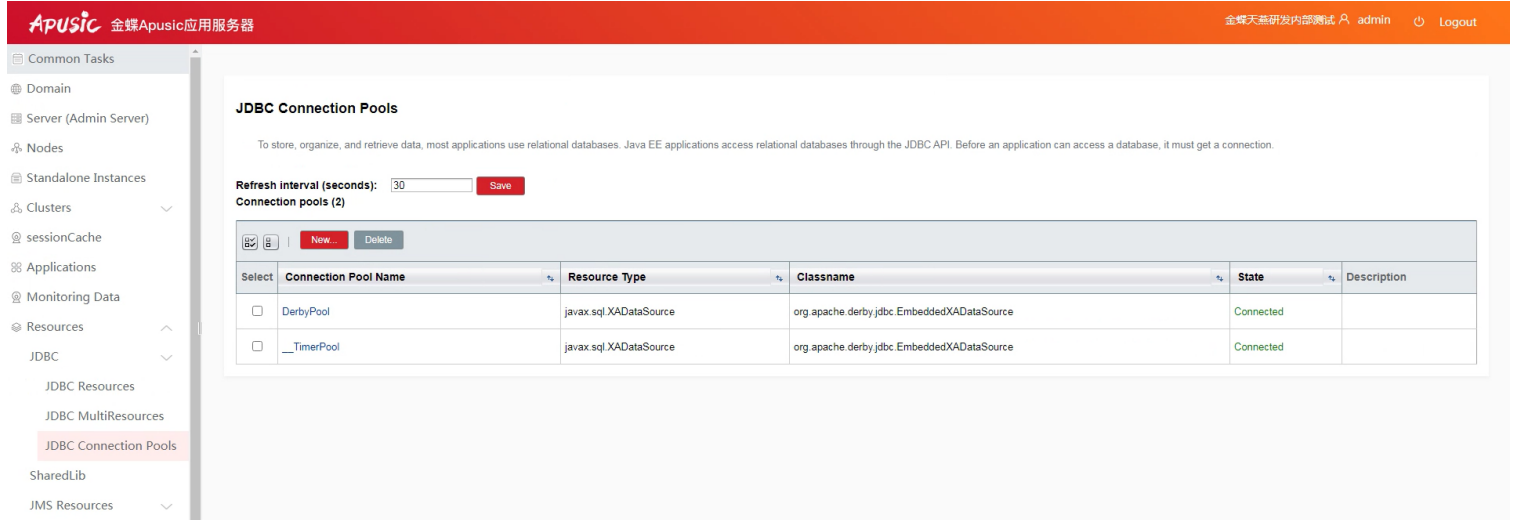 Apusic 金蝶Apusic应用服务器
金蝶天燕研发内部测试 admin Logout
Common Tasks
Domain
Server (Admin Server)
Nodes
Standalone Instances
Clusters
sessionCache
Applications
Monitoring Data
Resources
JDBC
JDBC Resources
JDBC MultiResources
JDBC Connection Pools
SharedLib
JMS Resources
JDBC Connection Pools
To store, organize, and retrieve data, most applications use relational databases. Java EE applications access relational databases through the JDBC API. Before an application can access a database, it must get a connection.
Refresh interval (seconds): 30 Save
Connection pools (2)
New... Delete
Select Connection Pool Name Resource Type Classname State Description
DerbyPool javax.sql.XADataSource org.apache.derby.jdbc.EmbeddedXADataSource Connected
__TimerPool javax.sql.XADataSource org.apache.derby.jdbc.EmbeddedXADataSource Connected